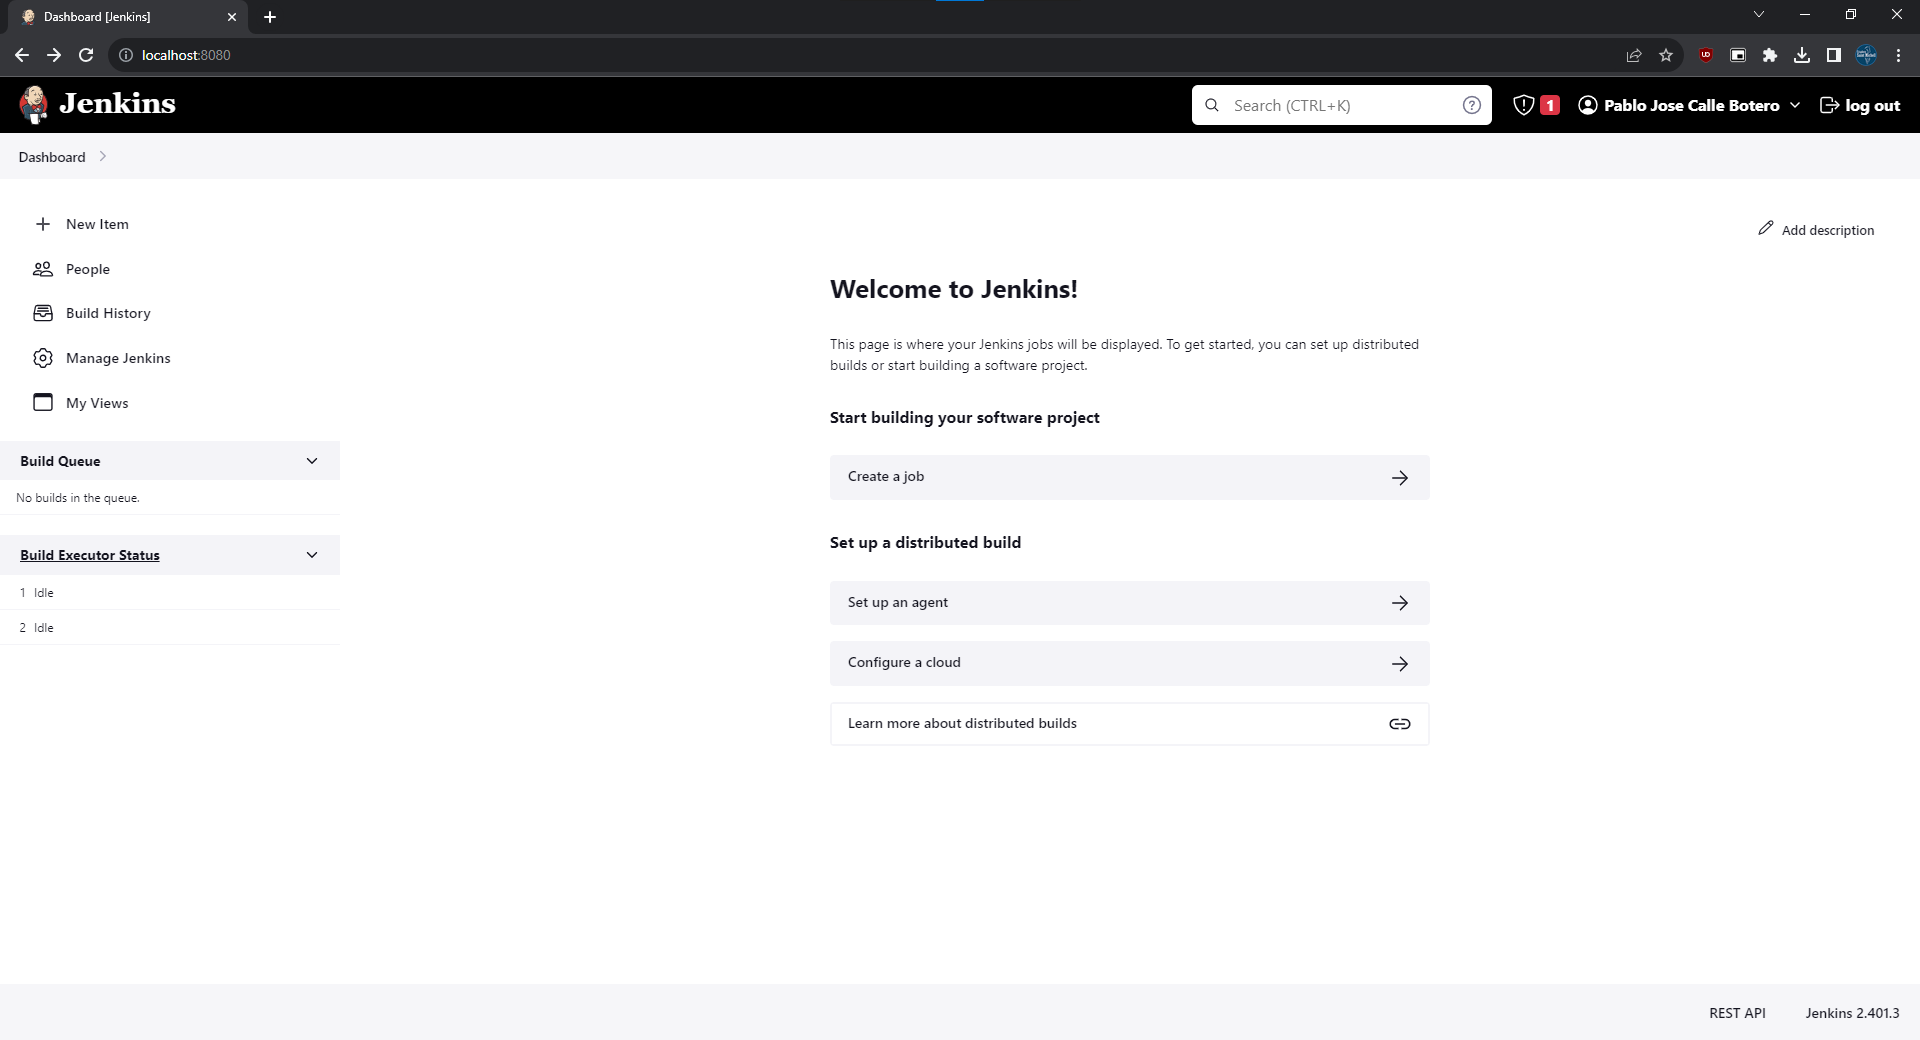 Dashboard [Jenkins]
localhost:8080
Jenkins
Search (CTRL+K)
1
Pablo Jose Calle Botero
log out
Dashboard
New Item
People
Build History
Manage Jenkins
My Views
Build Queue
No builds in the queue.
Build Executor Status
1 Idle
2 Idle
Add description
Welcome to Jenkins!
This page is where your Jenkins jobs will be displayed. To get started, you can set up distributed
builds or start building a software project.
Start building your software project
Create a job
Set up a distributed build
Set up an agent
Configure a cloud
Learn more about distributed builds
REST API
Jenkins 2.401.3